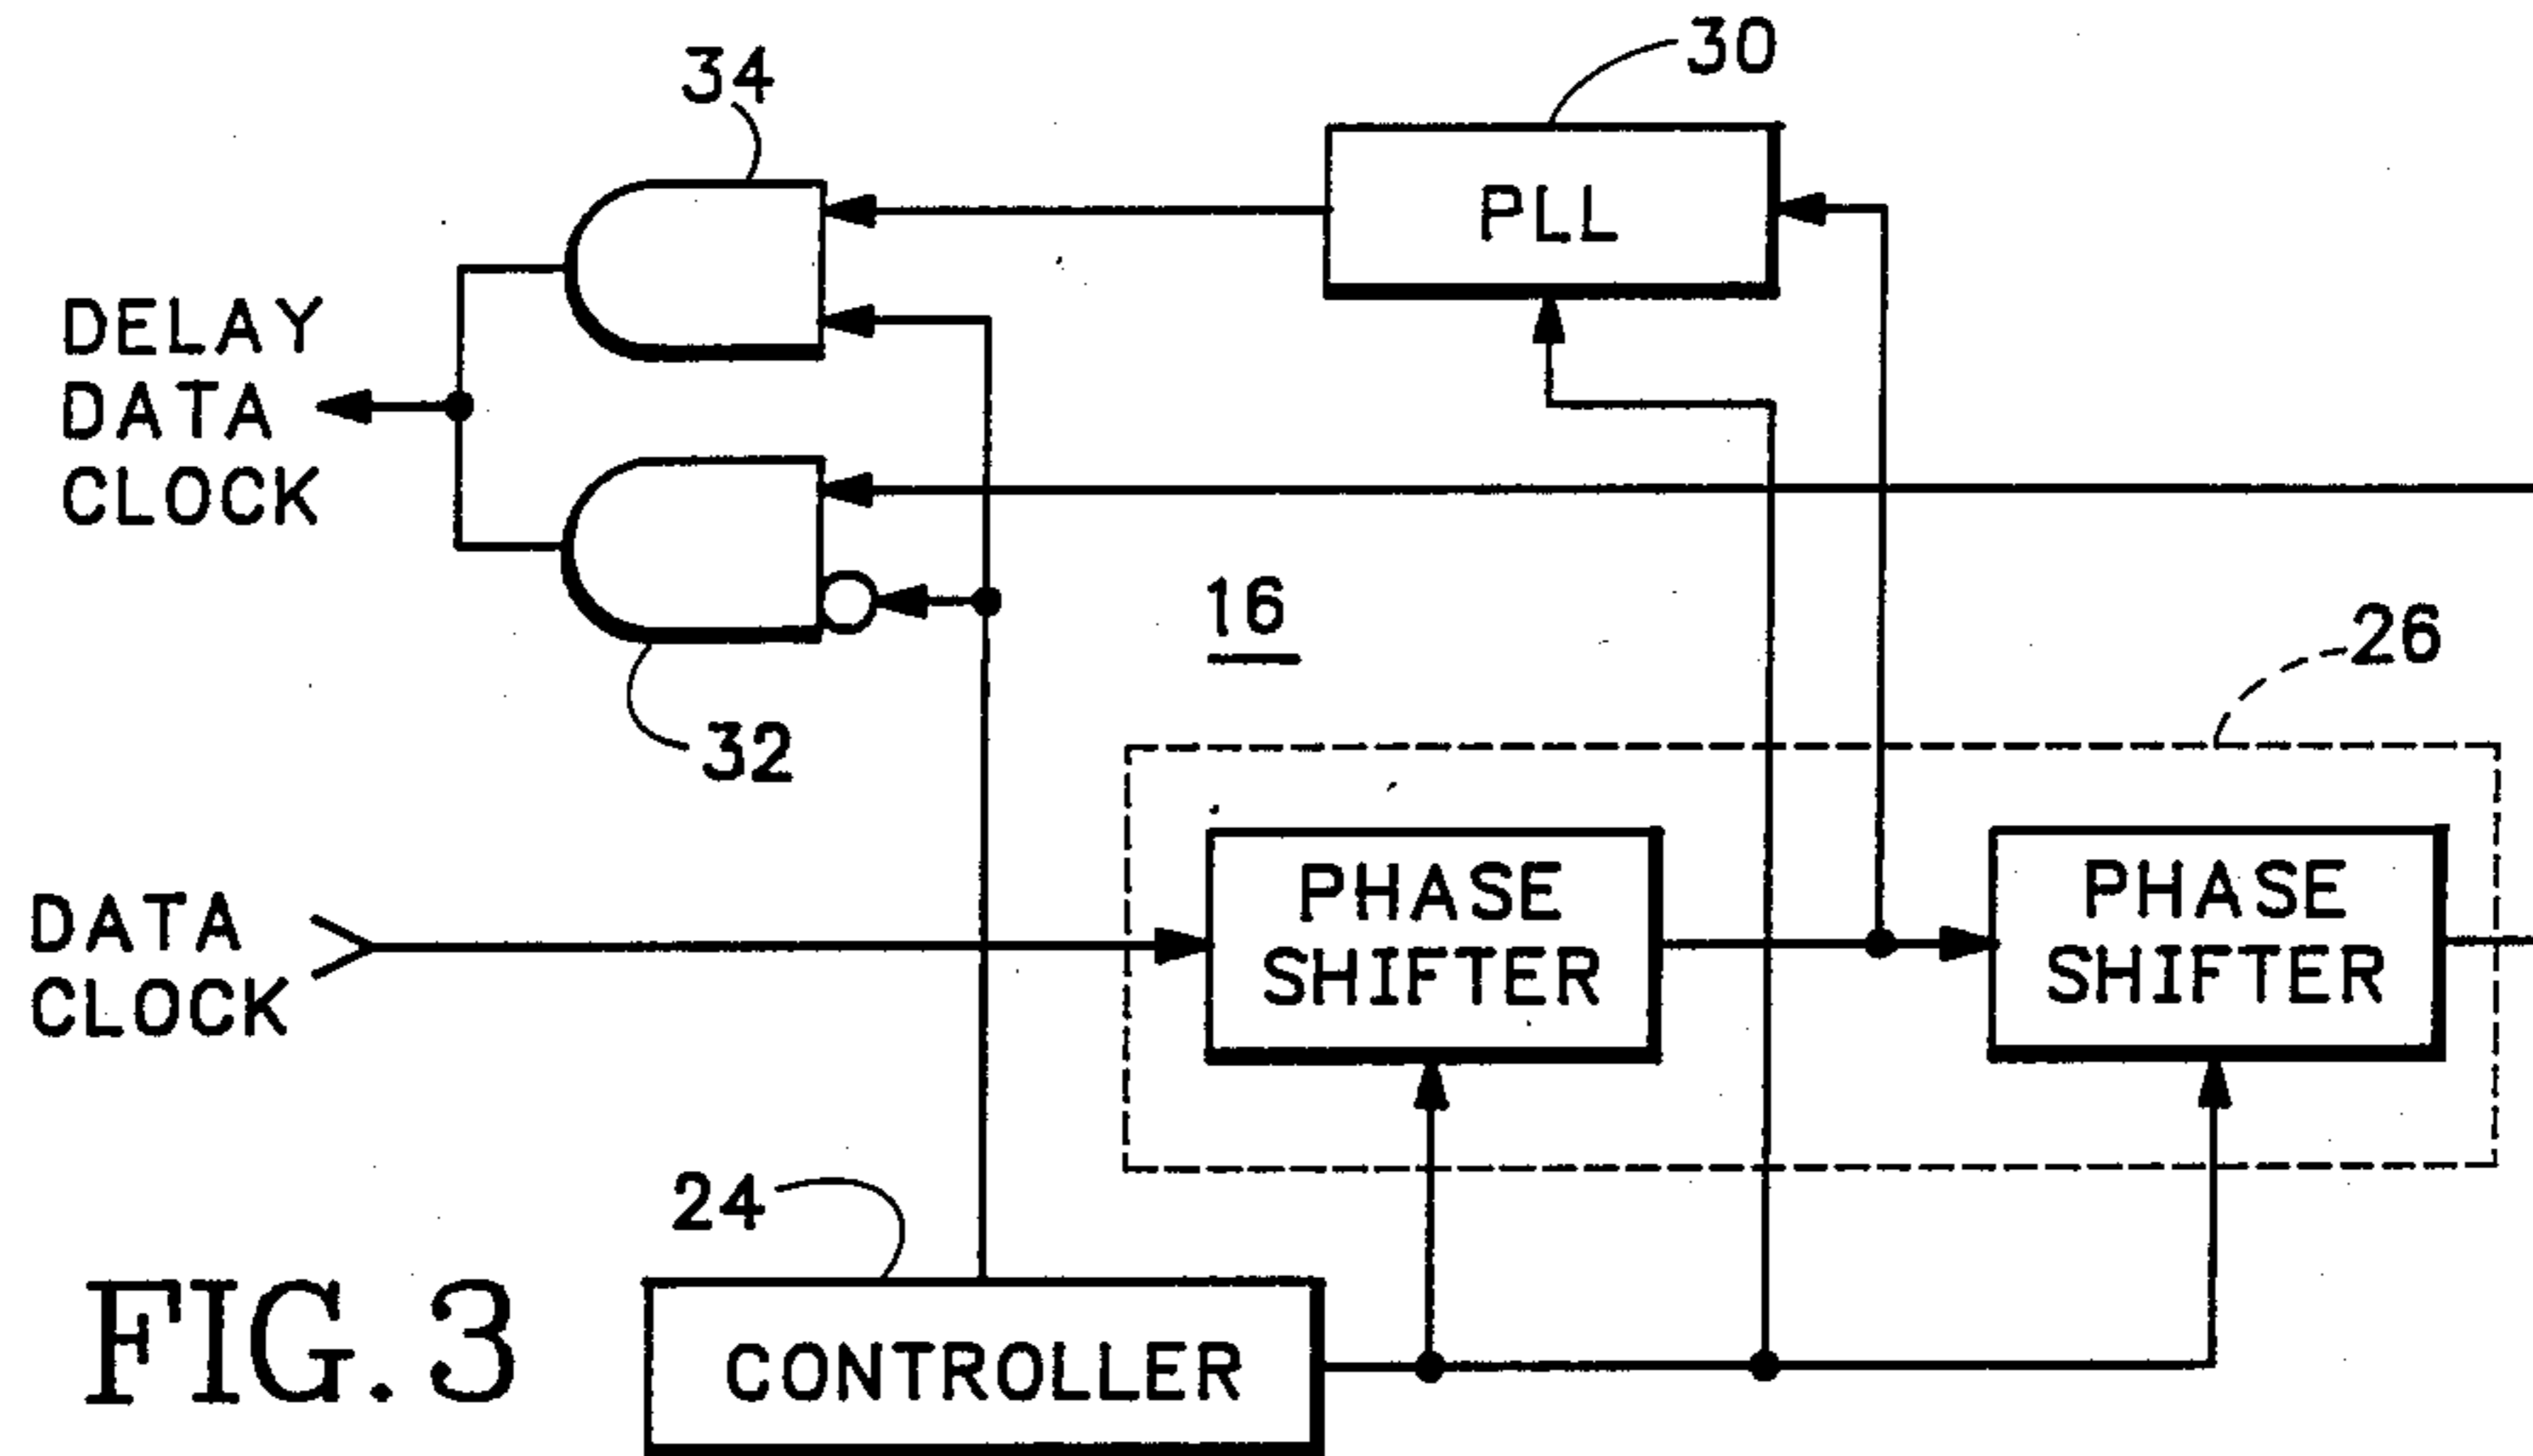 30
34
PLL
DELAY
DATA
CLOCK
16
26
32
DATA
CLOCK
PHASE
SHIFTER
PHASE
SHIFTER
24
CONTROLLER
FIG. 3